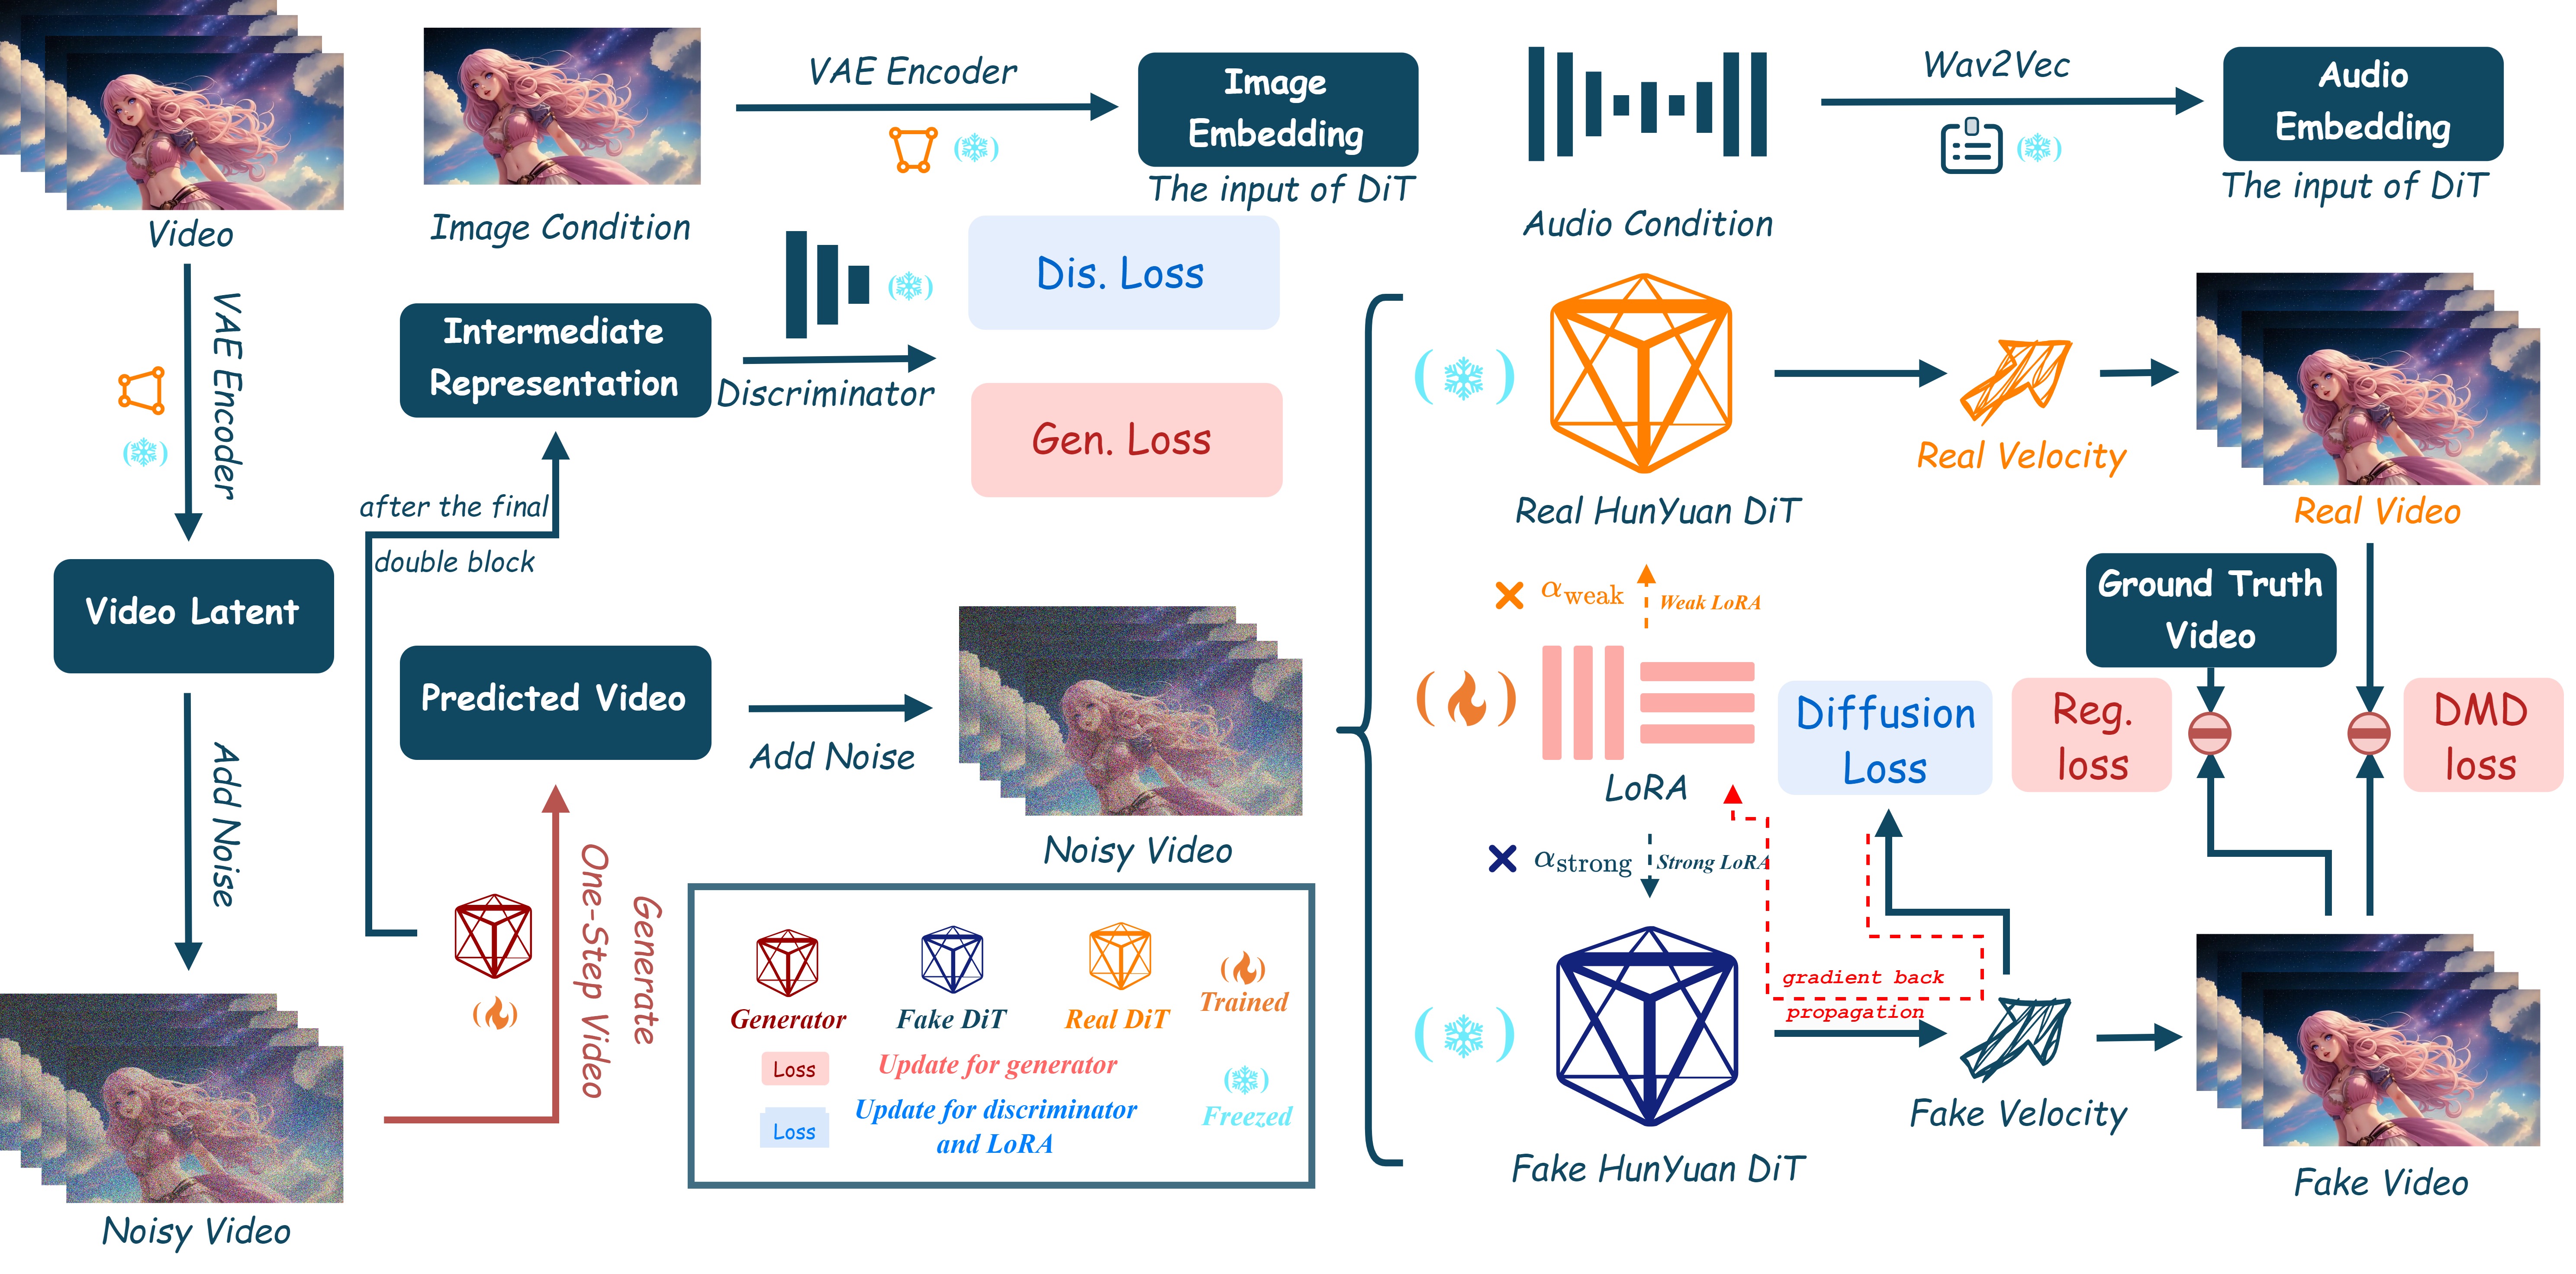 Video
VAE Encoder
Video Latent
Add Noise
Noisy Video
Image Condition
VAE Encoder
Image
Embedding
The input of DiT
Audio Condition
Wav2Vec
Audio
Embedding
The input of DiT
Intermediate
Representation
Discriminator
Dis. Loss
Gen. Loss
after the final
double block
Predicted Video
Add Noise
Noisy Video
One-Step Video
Generate
Generator
Fake DiT
Real DiT
Trained
Loss
Update for generator
Loss
Update for discriminator
and LoRA
Freezed
Real HunYuan DiT
Real Velocity
Real Video
α weak
Weak LoRA
LoRA
α strong
Strong LoRA
Diffusion
Loss
Reg.
loss
Ground Truth
Video
DMD
loss
gradient back
propagation
Fake HunYuan DiT
Fake Velocity
Fake Video